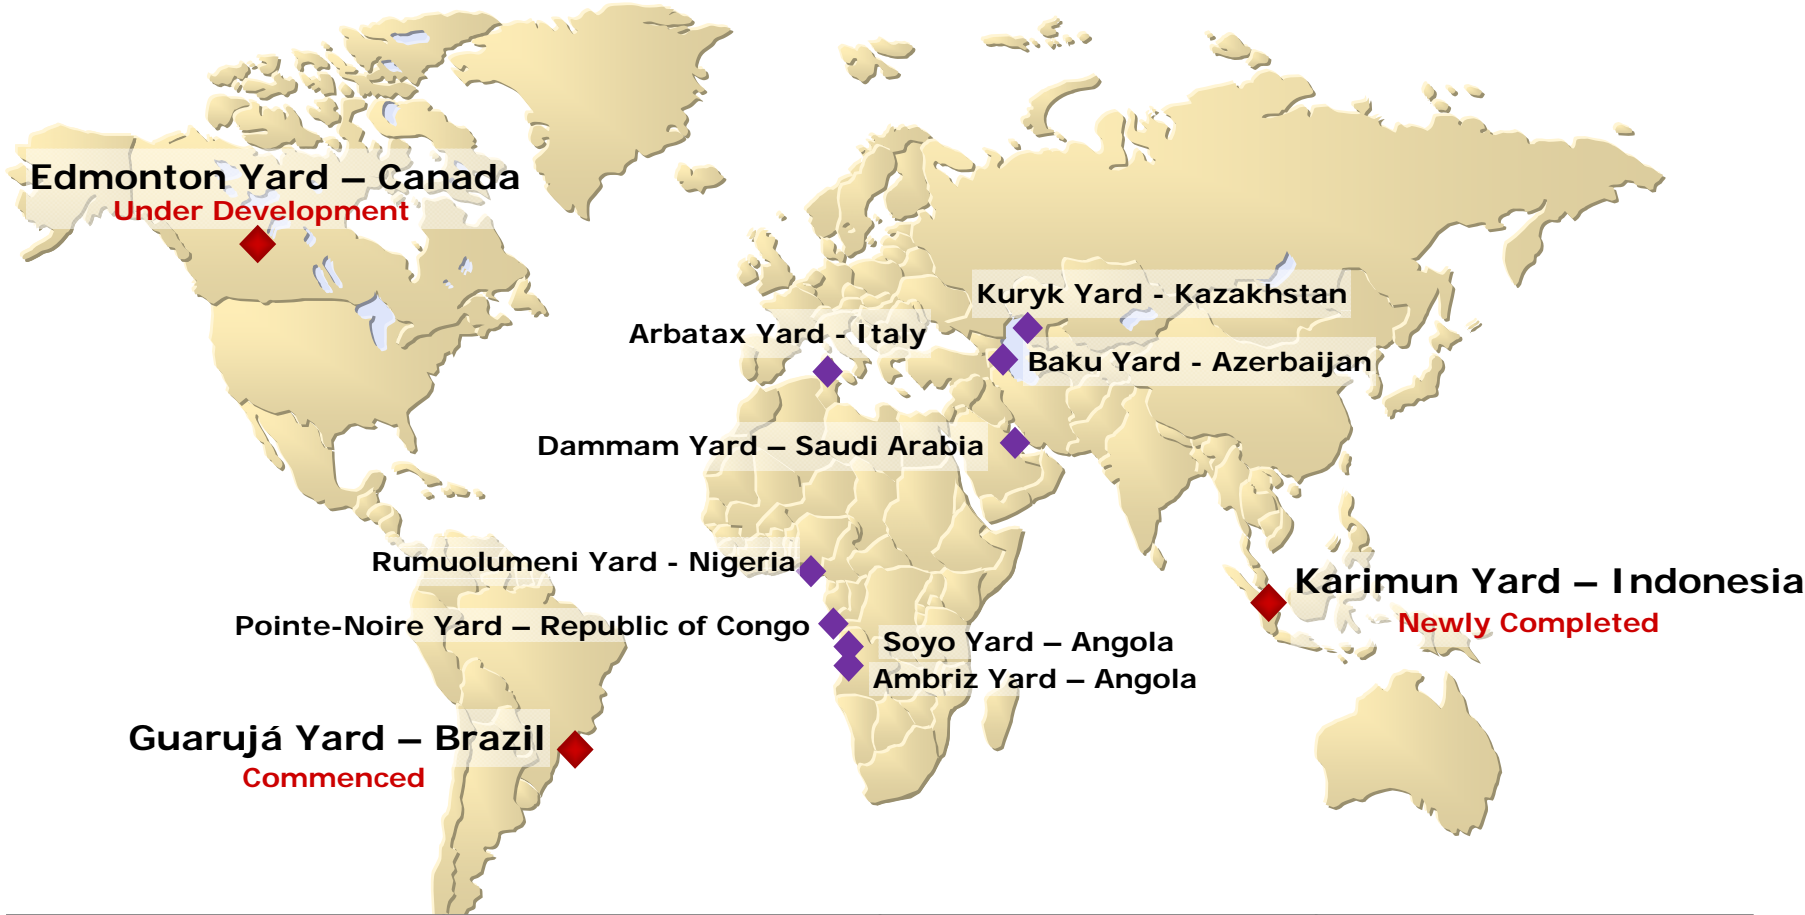 Edmonton Yard – Canada
Under Development
Kuryk Yard - Kazakhstan
Arbatax Yard - Italy
Baku Yard - Azerbaijan
Dammam Yard – Saudi Arabia
Rumuolumeni Yard - Nigeria
Karimun Yard – Indonesia
Newly Completed
Pointe-Noire Yard – Republic of Congo
Soyo Yard – Angola
Ambriz Yard – Angola
Guarujá Yard – Brazil
Commenced